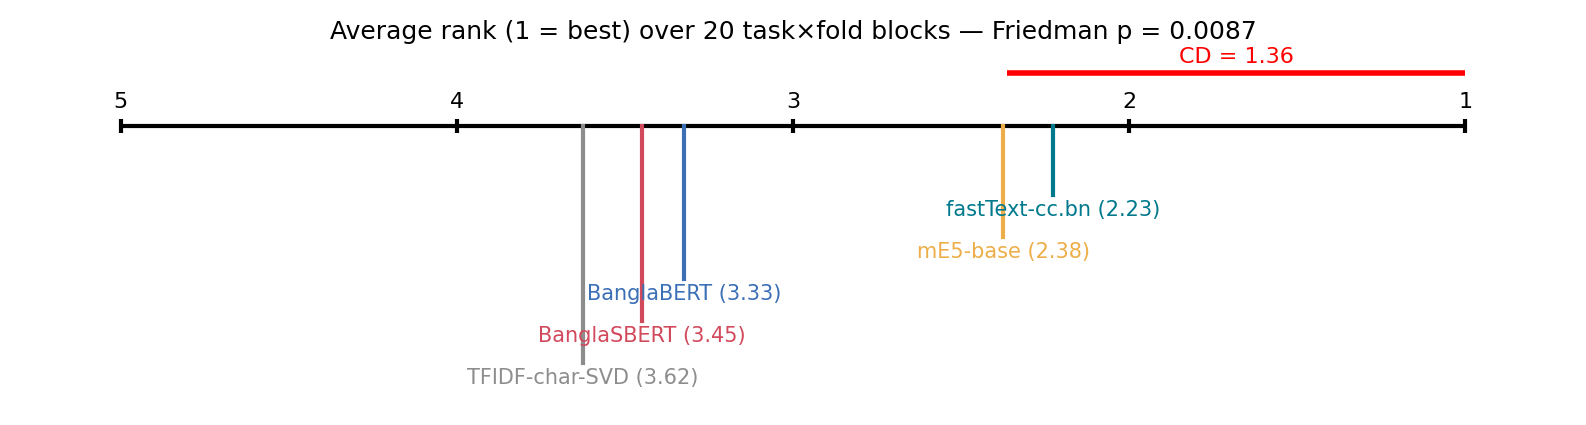 Average rank (1 = best) over 20 task×fold blocks — Friedman p = 0.0087
CD = 1.36
5 4 3 2 1
fastText-cc.bn (2.23)
mE5-base (2.38)
BanglaBERT (3.33)
BanglaSBERT (3.45)
TFIDF-char-SVD (3.62)